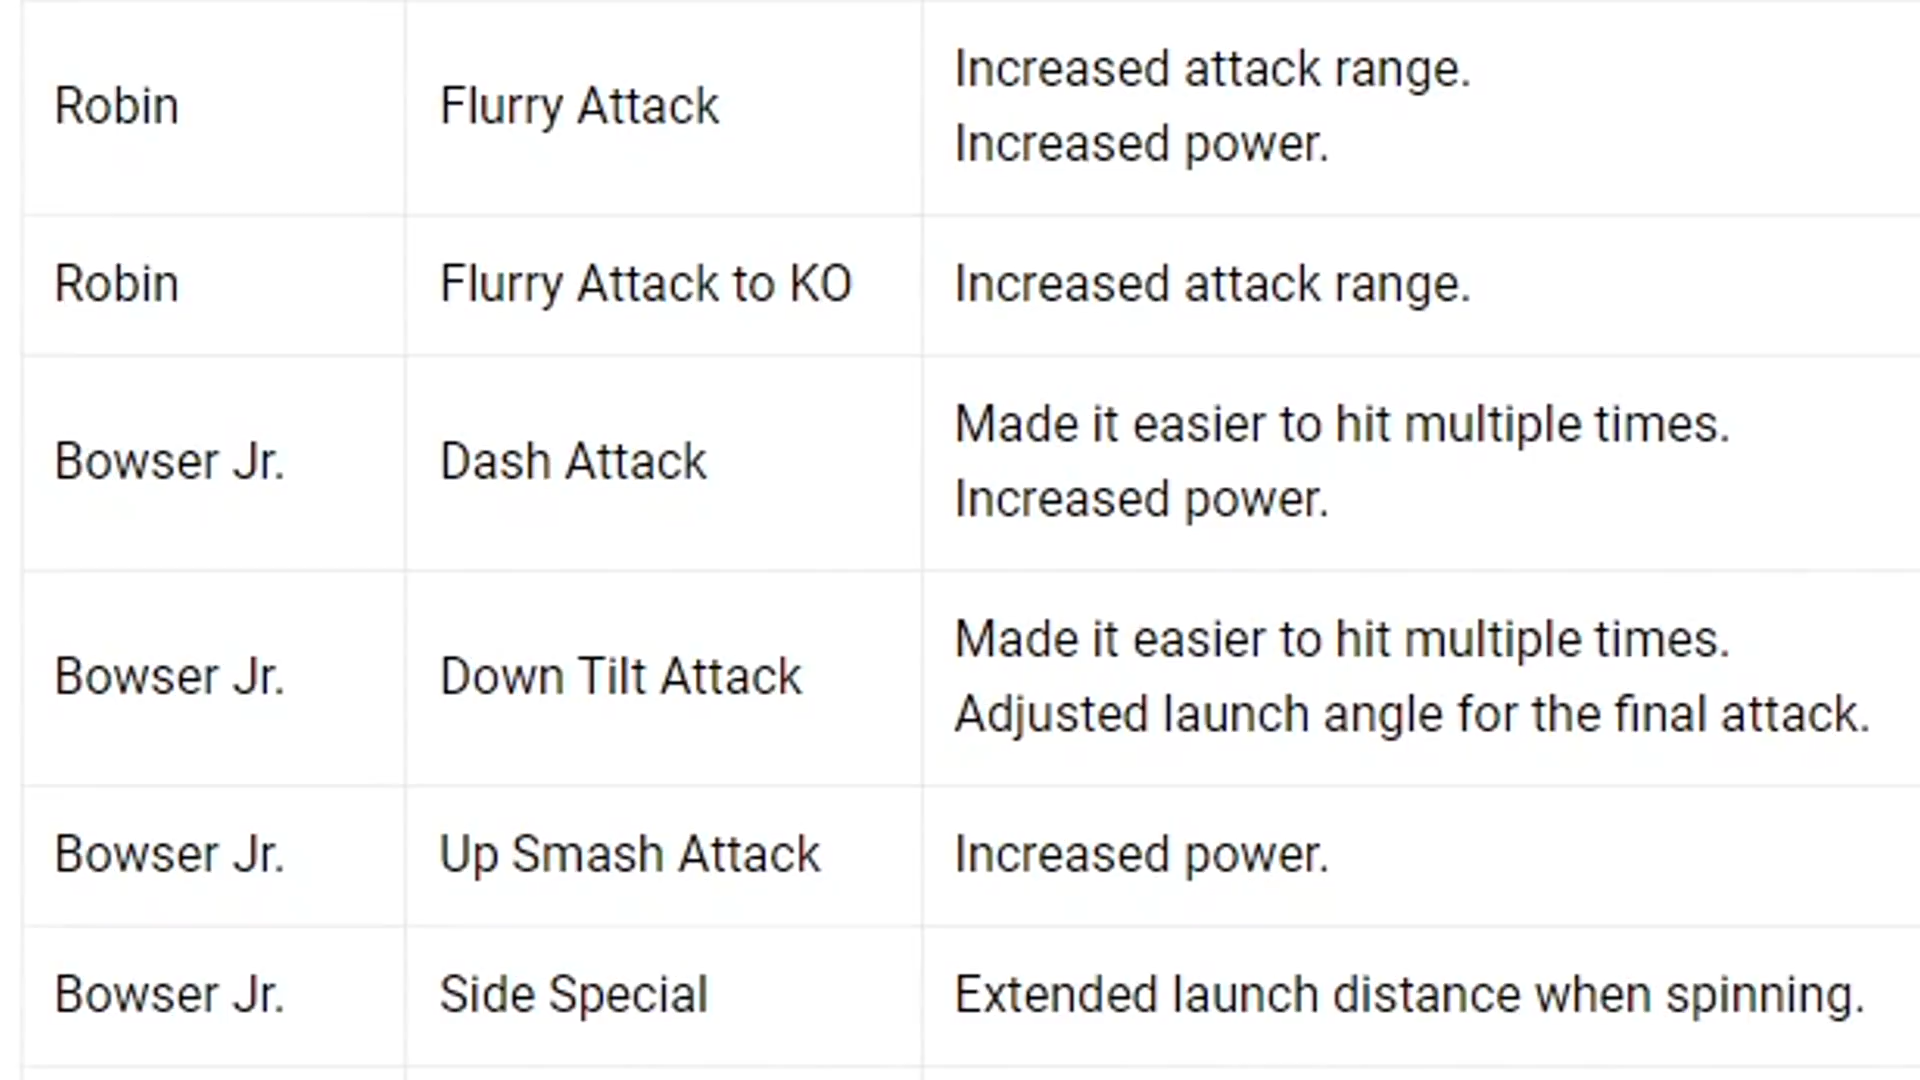 Robin
Flurry Attack
Increased attack range.
Increased power.
Robin
Flurry Attack to KO
Increased attack range.
Bowser Jr.
Dash Attack
Made it easier to hit multiple times.
Increased power.
Bowser Jr.
Down Tilt Attack
Made it easier to hit multiple times.
Adjusted launch angle for the final attack.
Bowser Jr.
Up Smash Attack
Increased power.
Bowser Jr.
Side Special
Extended launch distance when spinning.